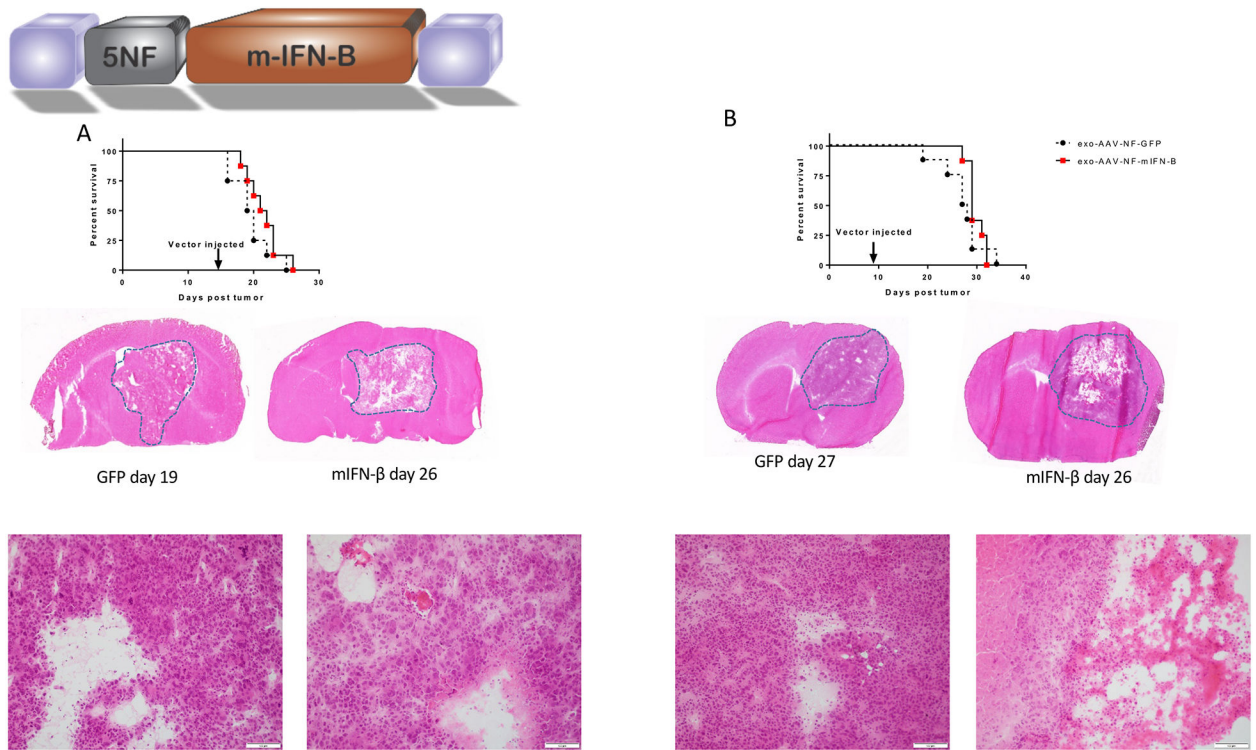 5NF
m-IFN-B
A
100
75
50
25
0
Percent survival
Vector injected
0
10
20
30
Days post tumor
B
100
75
50
25
0
Percent survival
Vector injected
0
10
20
30
40
Days post tumor
exo-AAV-NF-GFP
exo-AAV-NF-mIFN-B
GFP day 19
mIFN-β day 26
GFP day 27
mIFN-β day 26